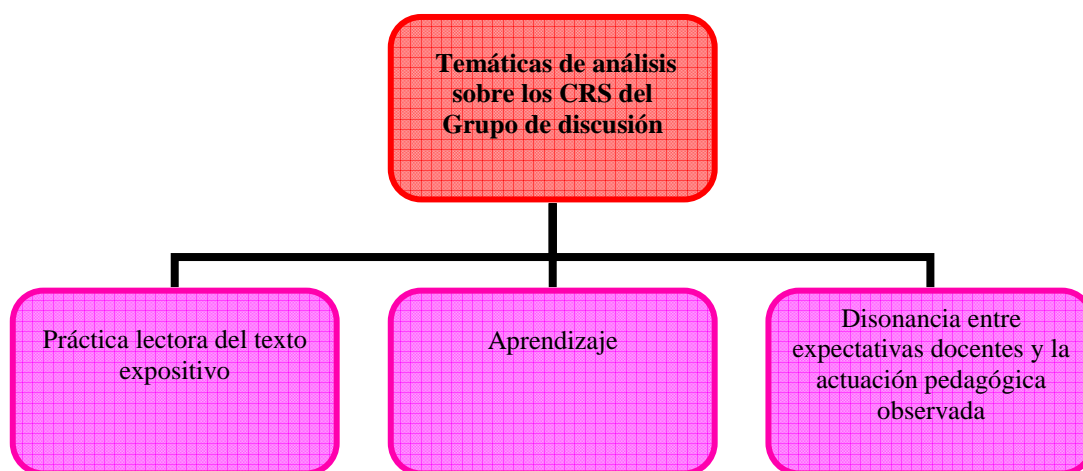 Temáticas de análisis
sobre los CRS del
Grupo de discusión
Práctica lectora del texto
expositivo
Aprendizaje
Disonancia entre
expectativas docentes y la
actuación pedagógica
observada